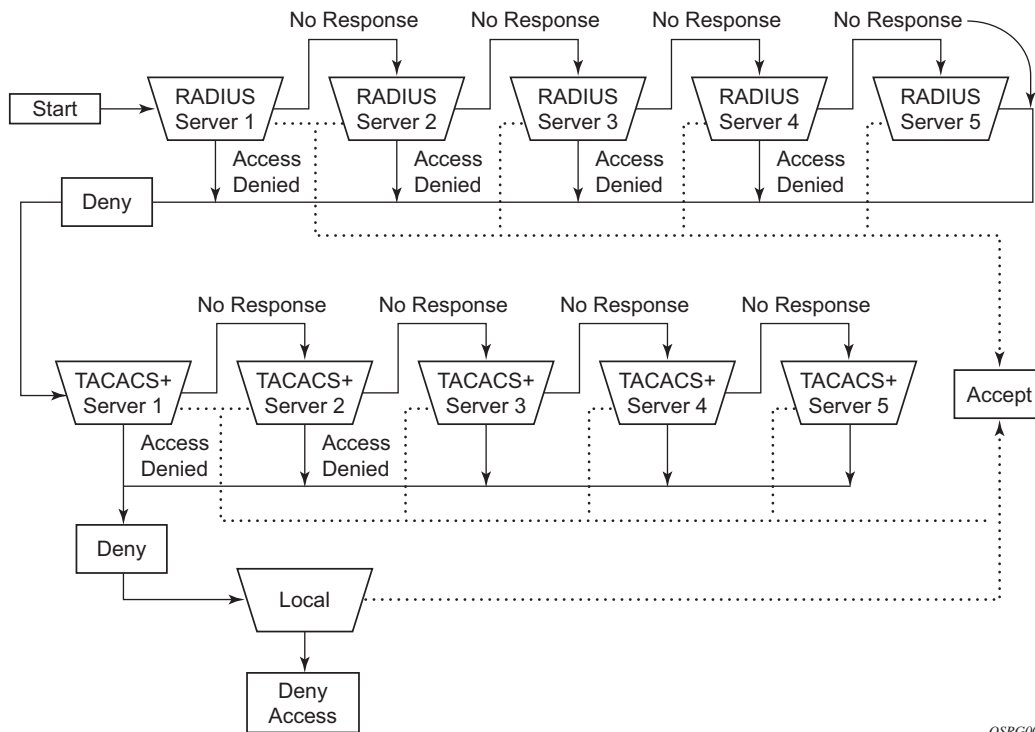 No Response
No Response
No Response
No Response
Start
RADIUS
Server 1
RADIUS
Server 2
RADIUS
Server 3
RADIUS
Server 4
RADIUS
Server 5
Access
Denied
Access
Denied
Access
Denied
Deny
No Response
No Response
No Response
No Response
TACACS+
Server 1
TACACS+
Server 2
TACACS+
Server 3
TACACS+
Server 4
TACACS+
Server 5
Accept
Access
Denied
Access
Denied
Deny
Local
Deny
Access